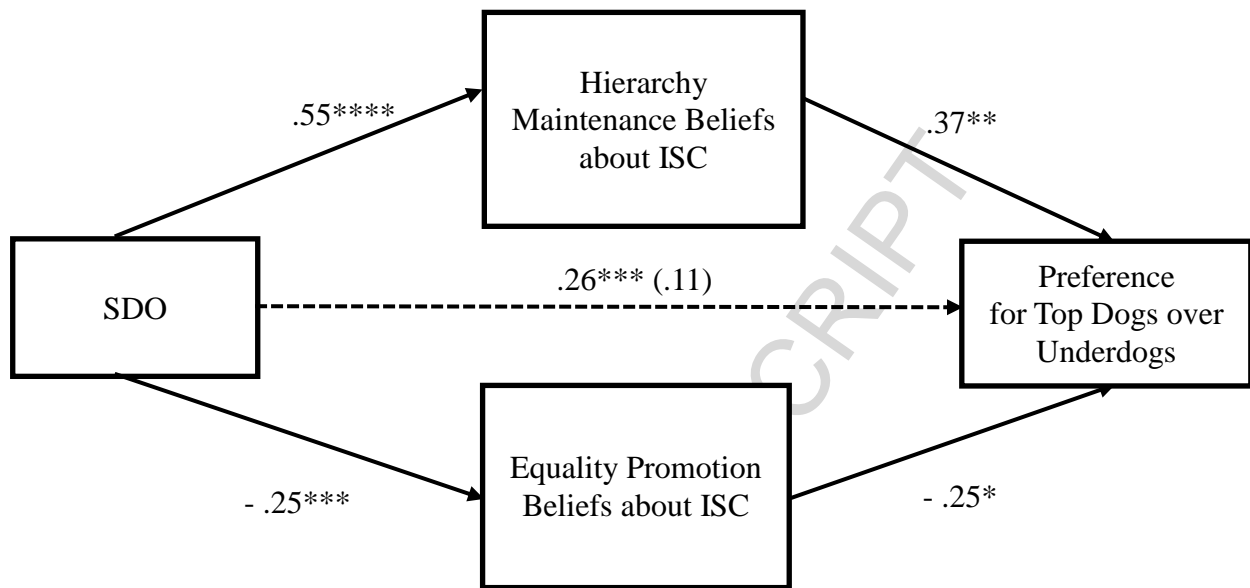 Hierarchy
Maintenance Beliefs
about ISC
.55****
.37**
SDO
.26*** (.11)
Preference
for Top Dogs over
Underdogs
Equality Promotion
Beliefs about ISC
- .25***
- .25*
CRIPT